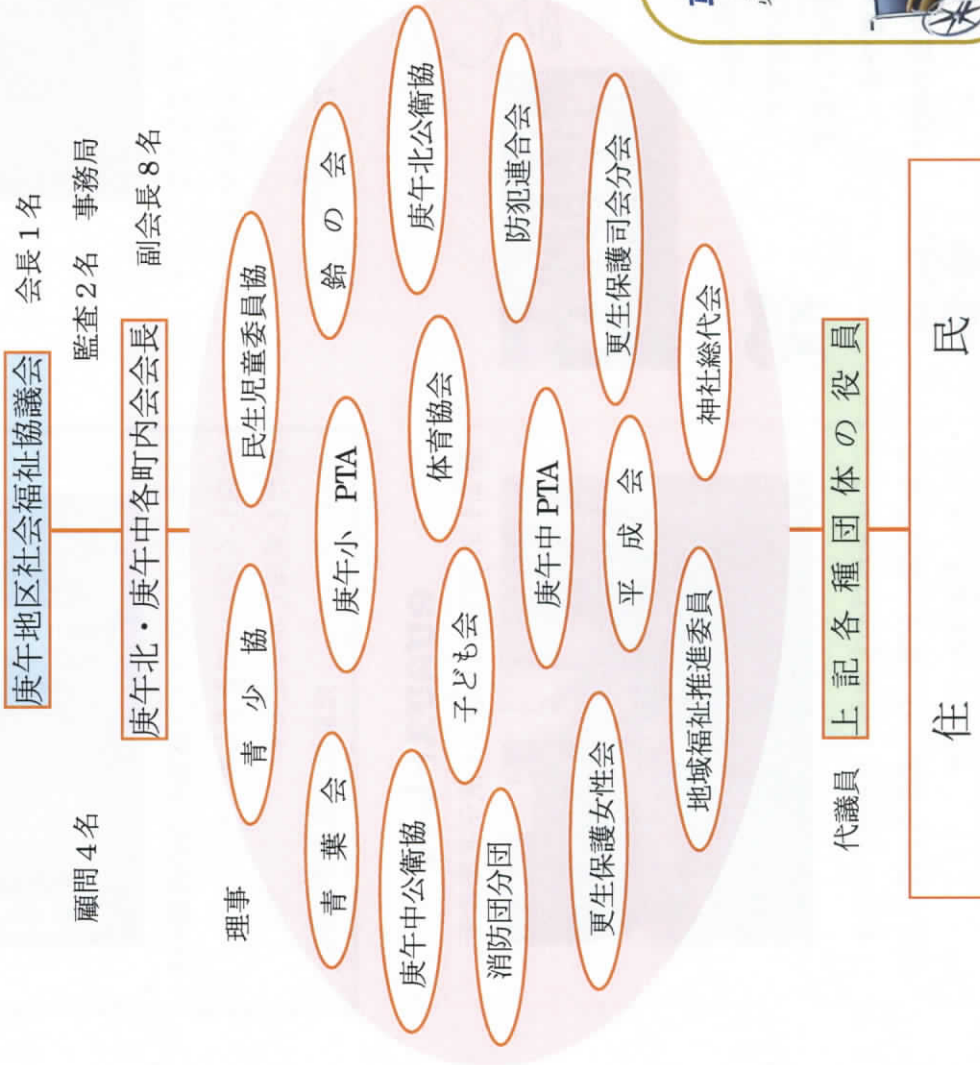 庚午地区社会福祉協議会 会長1名
顧問4名 監査2名 事務局
庚午北・庚午中各町内会会長 副会長8名
理事
青少協
民生児童委員協
青葉会
庚午小 PTA
鈴の会
庚午中公衛協
子ども会
体育協会
庚午北公衛協
消防団分団
庚午中 PTA
防犯連合会
更生保護女性会
平成会
更生保護司会分会
地域福祉推進委員
神社総代会
代議員 上記各種団体の役員
住民